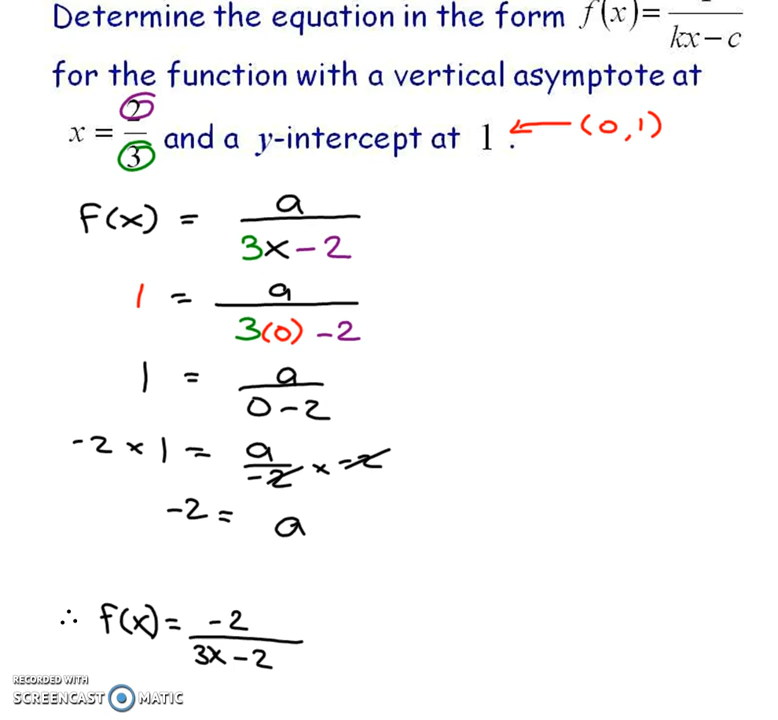 Determine the equation in the form f(x)= /(kx-c)
for the function with a vertical asymptote at
x = 2/3 and a y-intercept at 1. ← (0,1)
F(x) = a/(3x-2)
1 = a/(3(0)-2)
1 = a/(0-2)
-2 × 1 = a/-2 × -2
-2 = a
∴ F(x) = -2/(3x-2)
RECORDED WITH
SCREENCAST MATIC